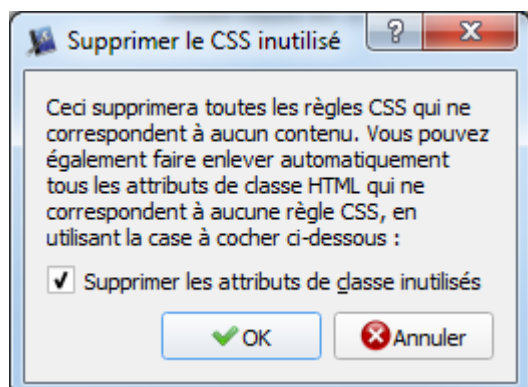 Supprimer le CSS inutilisé
Ceci supprimera toutes les règles CSS qui ne
correspondent à aucun contenu. Vous pouvez
également faire enlever automatiquement
tous les attributs de classe HTML qui ne
correspondent à aucune règle CSS, en
utilisant la case à cocher ci-dessous :
Supprimer les attributs de classe inutilisés
OK Annuler